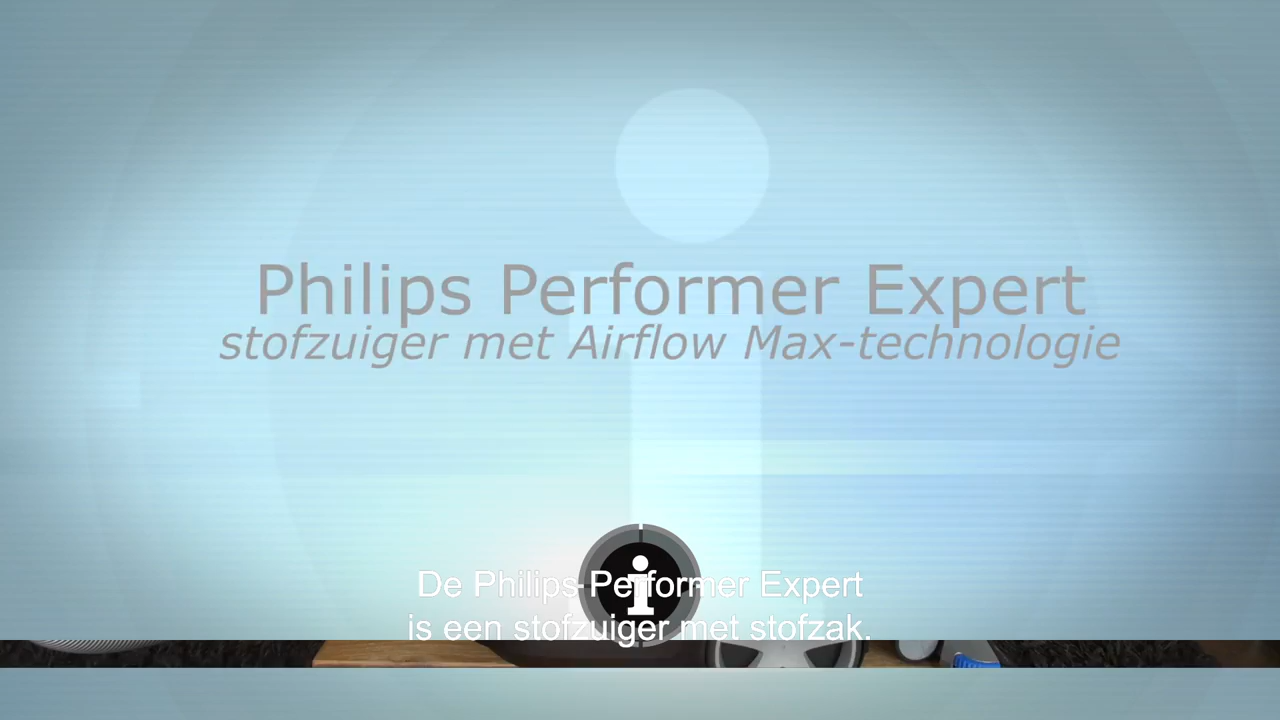 Philips Performer Expert
stofzuiger met Airflow Max-technologie
De Philips Performer Expert
is een stofzuiger met stofzak.